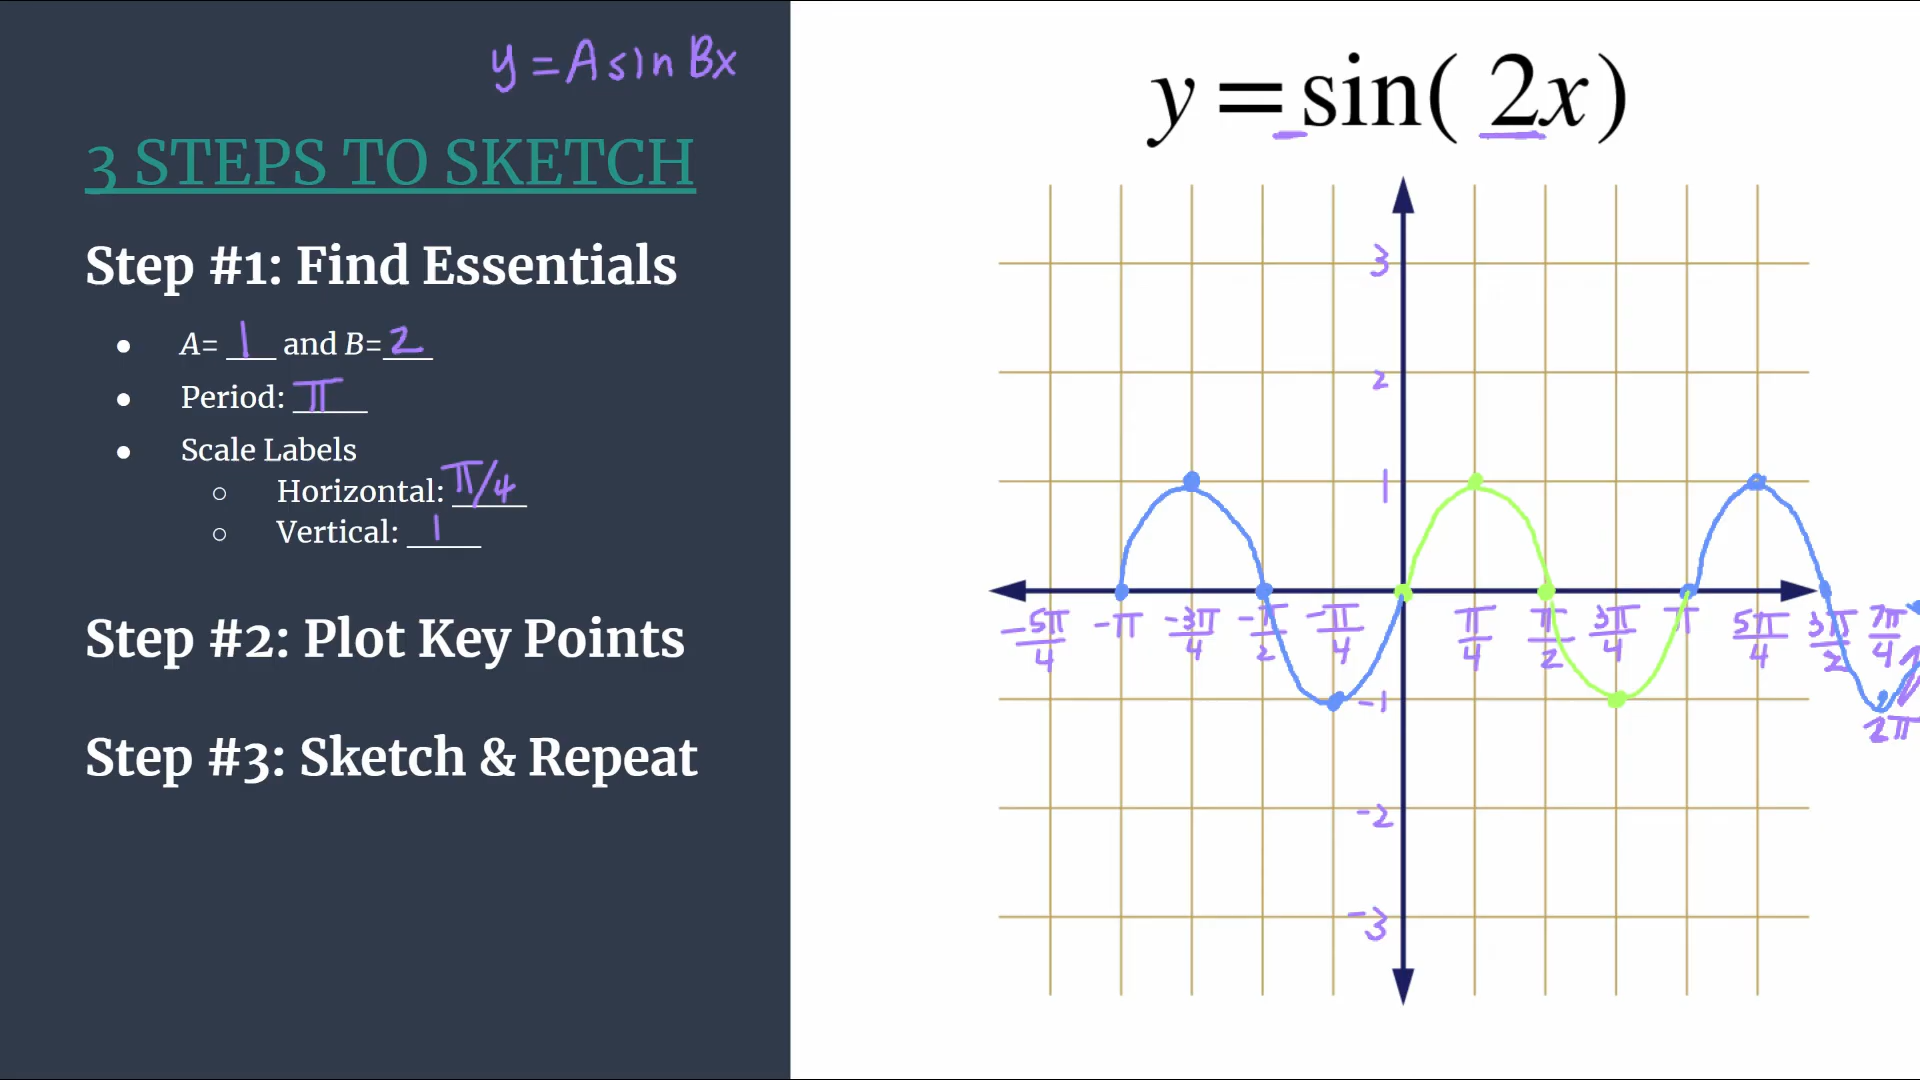 y = A sin Bx
3 STEPS TO SKETCH
Step #1: Find Essentials
● A= 1 and B= 2
● Period: π
● Scale Labels
○ Horizontal: π/4
○ Vertical: 1
Step #2: Plot Key Points
Step #3: Sketch & Repeat
y = sin( 2x)
3
2
1
-5π/4 -π -3π/4 -π/2 -π/4 π/4 π/2 3π/4 π 5π/4 3π/2 7π/4
-1
2π
-2
-3